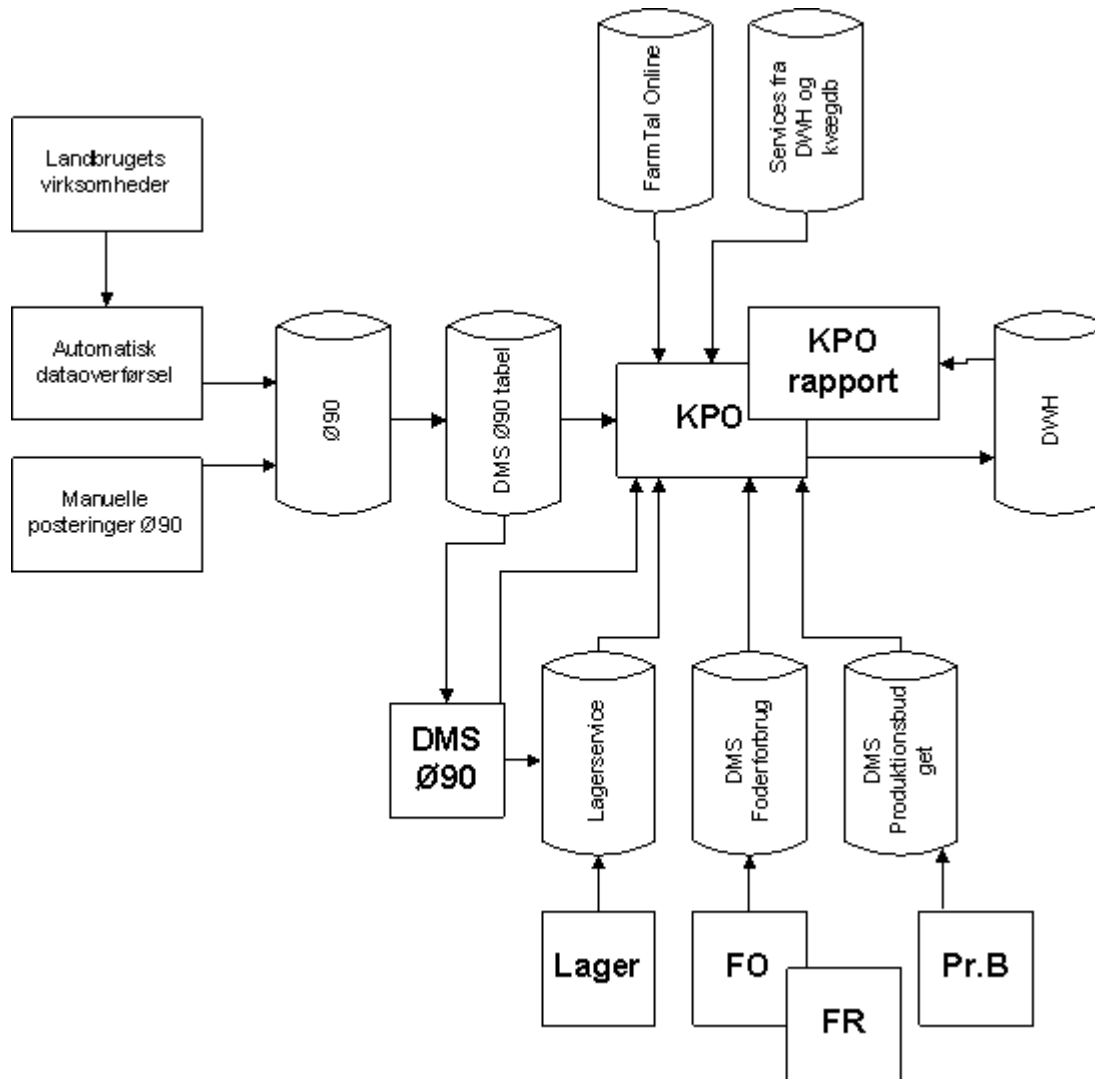 FarmTal Online
Services fra
DWH og
kvægdb
Landbrugets
virksomheder
Automatisk
dataoverførsel
Ø90
DMS Ø90 tabel
KPO
KPO
rapport
DWH
Manuelle
posteringer Ø90
DMS
Ø90
Lagerservice
DMS
Foderforbrug
DMS
Produktionsbud
get
Lager
FO
FR
Pr.B